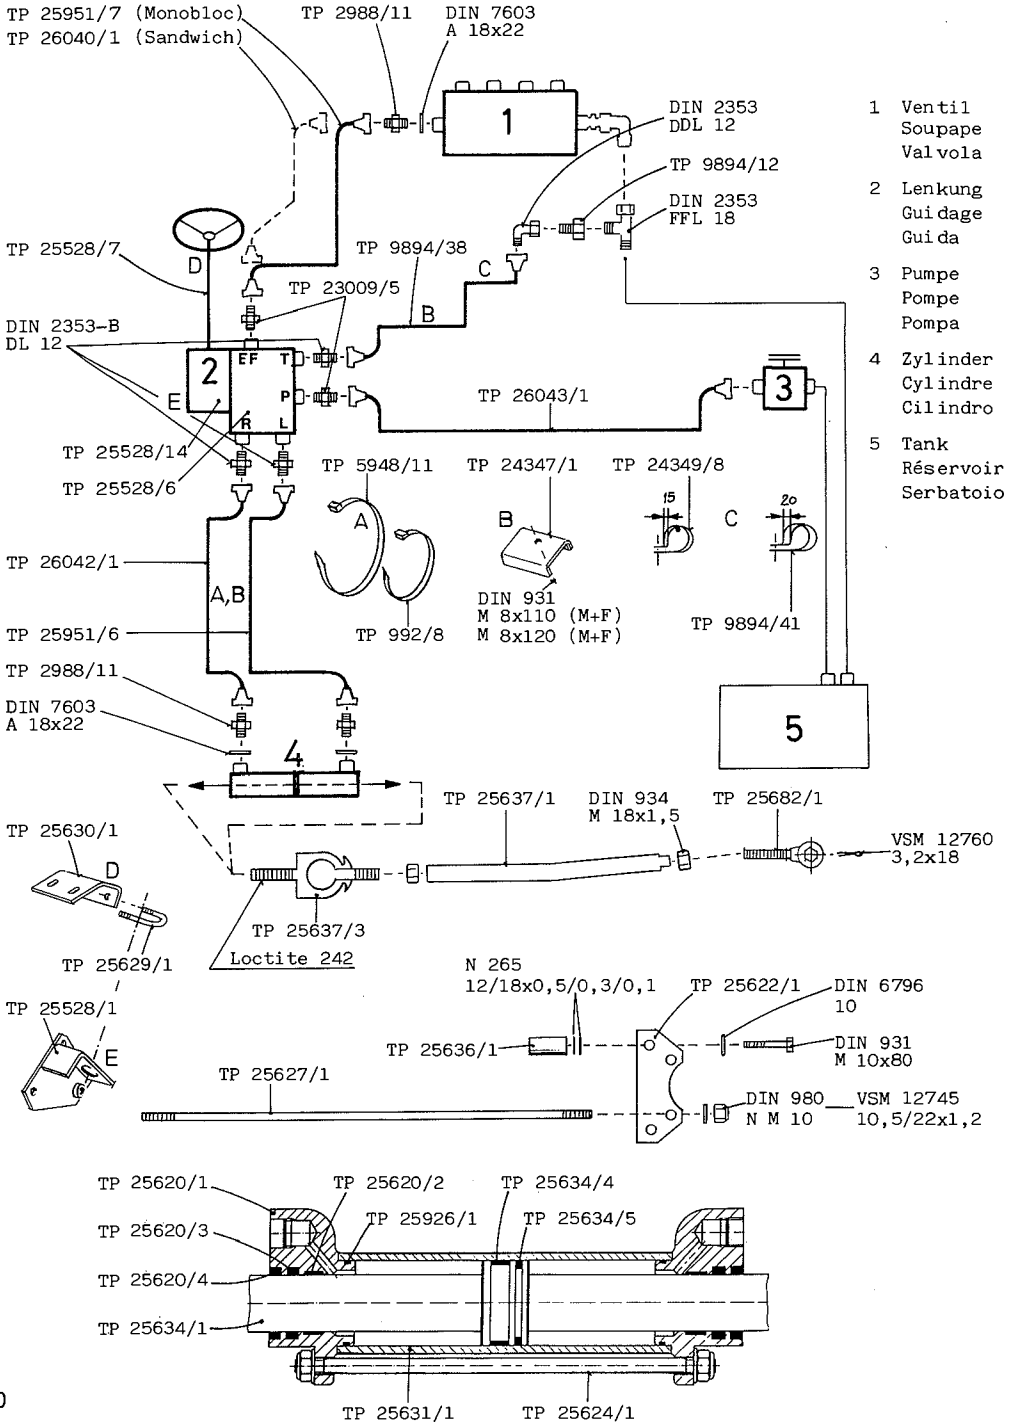 TP 25951/7 (Monobloc)
TP 26040/1 (Sandwich)
TP 2988/11
DIN 7603
A 18x22
1
DIN 2353
DDL 12
TP 9894/12
DIN 2353
FFL 18
1 Ventil
Soupape
Valvola
2 Lenkung
Guidage
Guida
3 Pumpe
Pompe
Pompa
4 Zylinder
Cylindre
Cilindro
5 Tank
Réservoir
Serbatoio
TP 25528/7
D
TP 9894/38
C
TP 23009/5
B
DIN 2353-B
DL 12
2
EF
T
P
R
L
E
3
TP 26043/1
TP 25528/14
TP 25528/6
TP 5948/11
A
TP 24347/1
B
TP 24349/8
15
C
20
TP 26042/1
A,B
DIN 931
M 8x110 (M+F)
M 8x120 (M+F)
TP 25951/6
TP 992/8
TP 9894/41
TP 2988/11
DIN 7603
A 18x22
4
5
TP 25637/1
DIN 934
M 18x1,5
TP 25682/1
TP 25630/1
D
VSM 12760
3,2x18
TP 25637/3
Loctite 242
TP 25629/1
TP 25528/1
E
N 265
12/18x0,5/0,3/0,1
TP 25622/1
DIN 6796
10
TP 25636/1
DIN 931
M 10x80
TP 25627/1
DIN 980
N M 10
VSM 12745
10,5/22x1,2
TP 25620/1
TP 25620/2
TP 25634/4
TP 25620/3
TP 25926/1
TP 25634/5
TP 25620/4
TP 25634/1
TP 25631/1
TP 25624/1